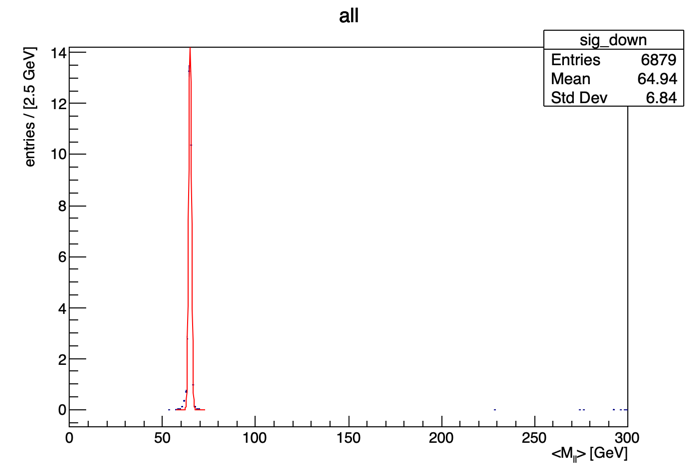 all
sig_down
Entries 6879
Mean 64.94
Std Dev 6.84
entries / [2.5 GeV]
14
12
10
8
6
4
2
0
0 50 100 150 200 250 300
<M_ll> [GeV]